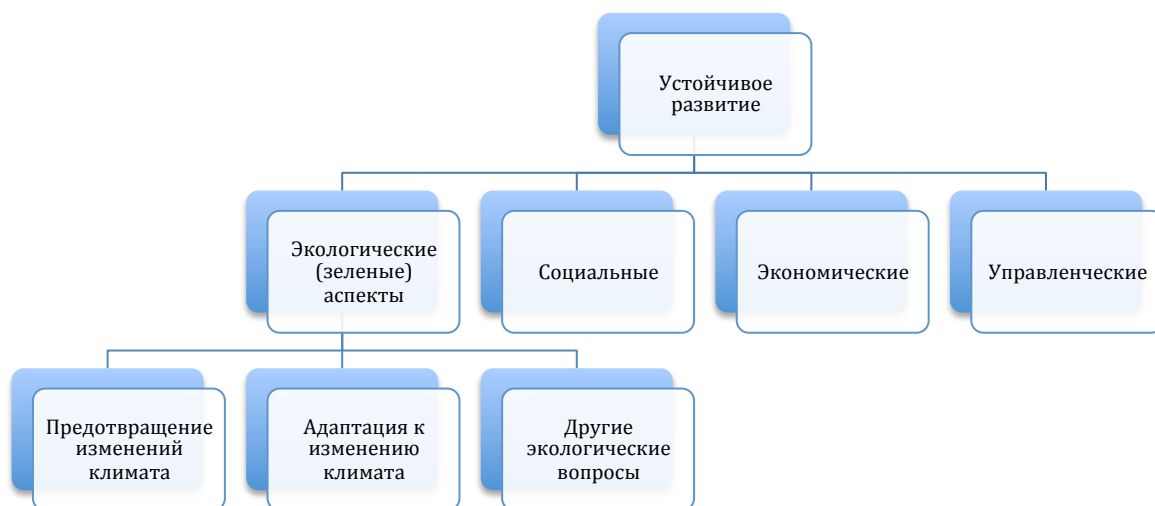 Устойчивое
развитие
Экологические
(зеленые)
аспекты
Социальные
Экономические
Управленческие
Предотвращение
изменений
климата
Адаптация к
изменению
климата
Другие
экологические
вопросы